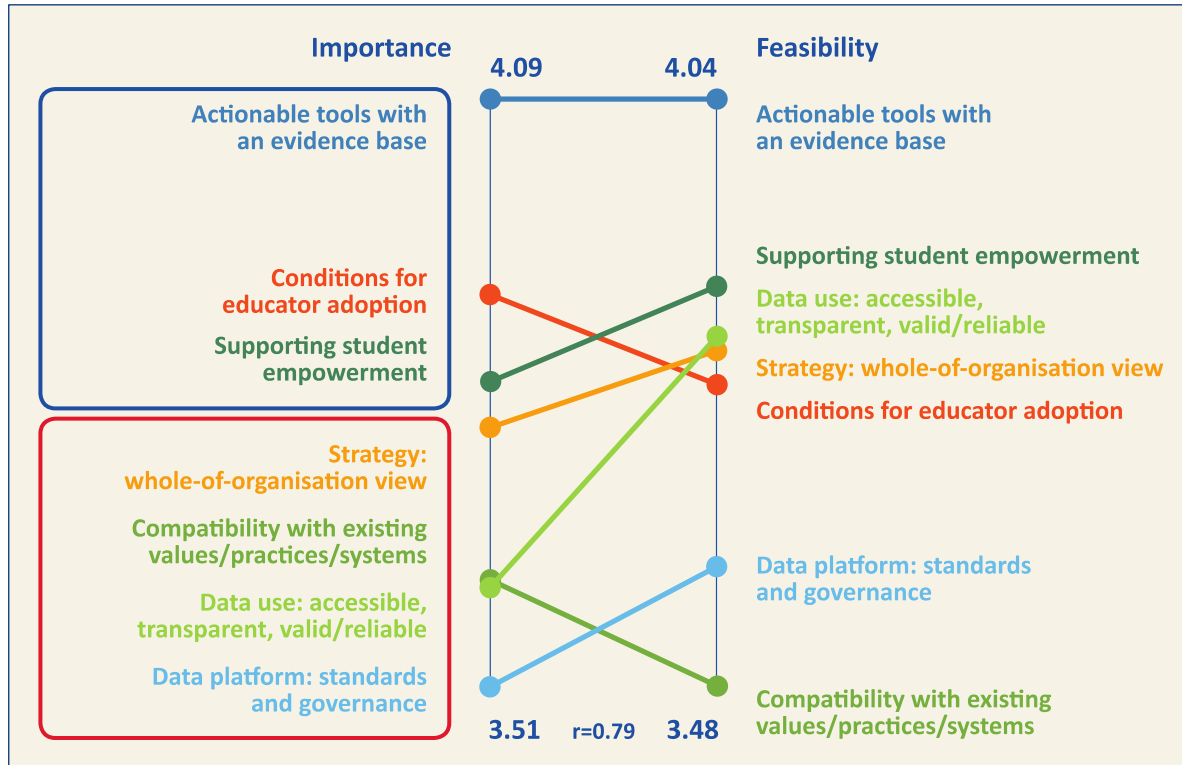 Importance
Feasibility
4.09
4.04
Actionable tools with
an evidence base
Conditions for
educator adoption
Supporting student
empowerment
Strategy:
whole-of-organisation view
Compatibility with existing
values/practices/systems
Data use: accessible,
transparent, valid/reliable
Data platform: standards
and governance
Actionable tools with
an evidence base
Supporting student empowerment
Data use: accessible,
transparent, valid/reliable
Strategy: whole-of-organisation view
Conditions for educator adoption
Data platform: standards
and governance
Compatibility with existing
values/practices/systems
3.51
r=0.79
3.48